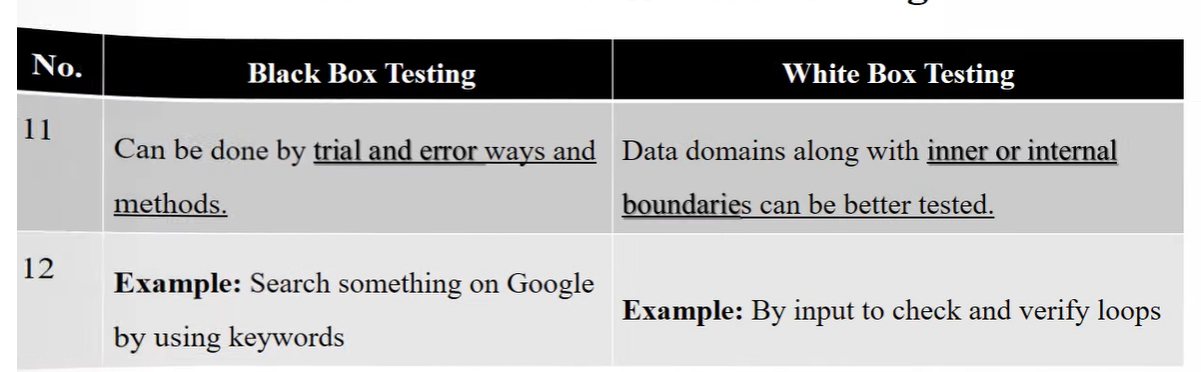 No. Black Box Testing White Box Testing
11
Can be done by trial and error ways and
methods.
Data domains along with inner or internal
boundaries can be better tested.
12
Example: Search something on Google
by using keywords
Example: By input to check and verify loops